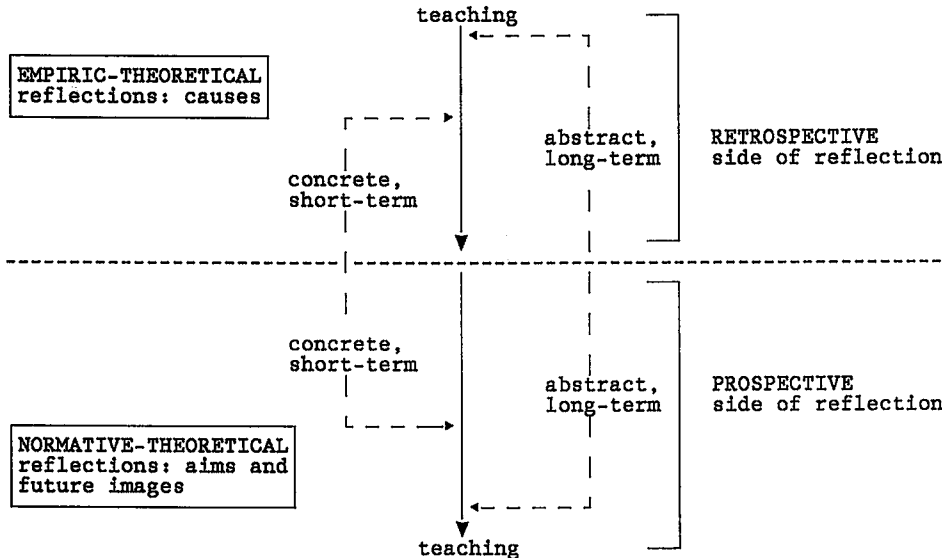 teaching
EMPIRIC-THEORETICAL
reflections: causes
abstract,
long-term
RETROSPECTIVE
side of reflection
concrete,
short-term
concrete,
short-term
abstract,
long-term
PROSPECTIVE
side of reflection
NORMATIVE-THEORETICAL
reflections: aims and
future images
teaching